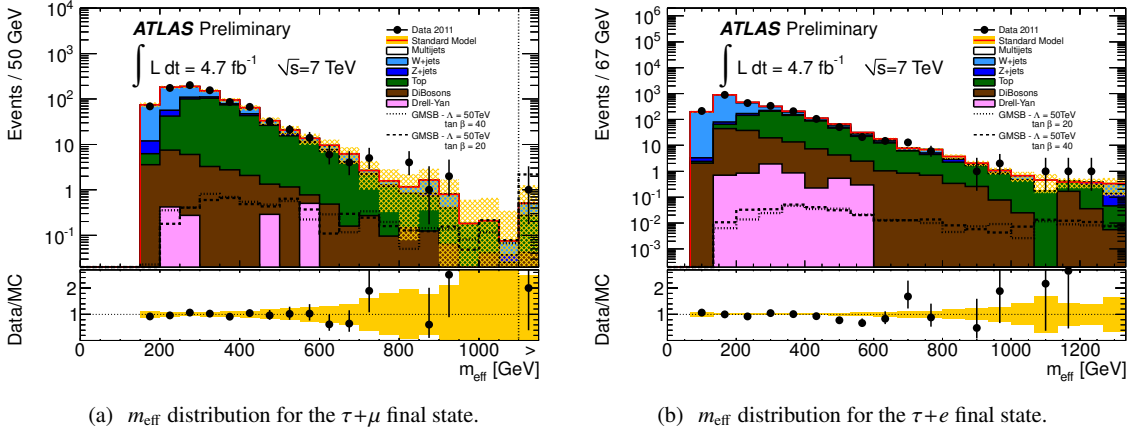 ATLAS Preliminary
∫ L dt = 4.7 fb⁻¹ √s=7 TeV
Data 2011
Standard Model
Multijets
W+jets
Z+jets
Top
DiBosons
Drell-Yan
GMSB - Λ = 50TeV
tan β = 40
GMSB - Λ = 50TeV
tan β = 20
Events / 50 GeV
10⁴
10³
10²
10
1
10⁻¹
Data/MC
2
1
0 200 400 600 800 1000 >
m_eff [GeV]
(a) m_eff distribution for the τ+μ final state.
ATLAS Preliminary
∫ L dt = 4.7 fb⁻¹ √s=7 TeV
Data 2011
Standard Model
Multijets
W+jets
Z+jets
Top
DiBosons
Drell-Yan
GMSB - Λ = 50TeV
tan β = 20
GMSB - Λ = 50TeV
tan β = 40
Events / 67 GeV
10⁶
10⁵
10⁴
10³
10²
10
1
10⁻¹
10⁻²
10⁻³
Data/MC
2
1
0 200 400 600 800 1000 1200
m_eff [GeV]
(b) m_eff distribution for the τ+e final state.